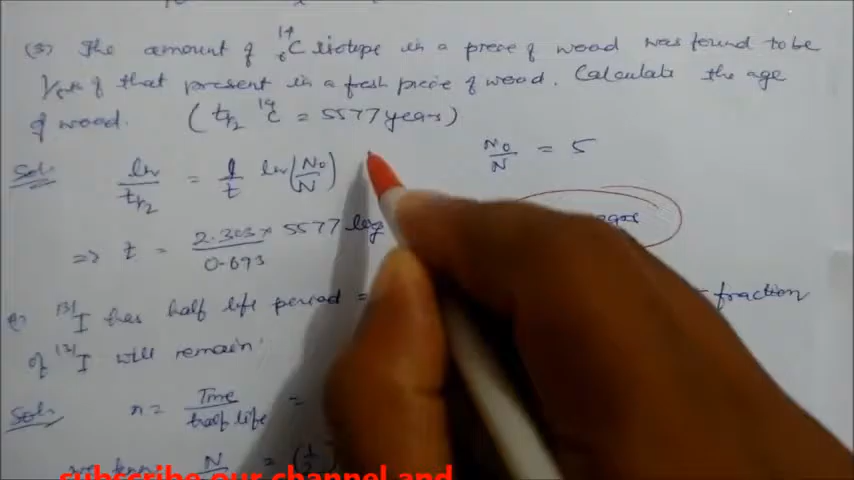 (3) The amount of ¹⁴₆C isotope in a piece of wood was found to be
1/5th of that present in a fresh piece of wood. Calculate the age
of wood. ( t1/2 ¹⁴C = 5577 years )
Sol: ln/t1/2 = 1/t ln(N₀/N) N₀/N = 5
=> t = 2.303 × 5577 log/0.693
¹³¹I has half life period = fraction
of ¹³¹I will remain
Sol: n = Time/half life =
N = (1/2
subscribe our channel and